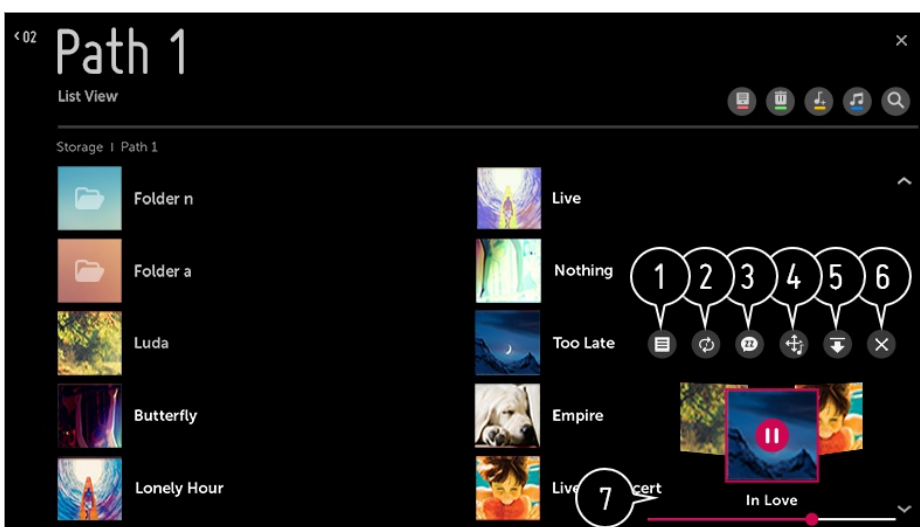 <02
Path 1
List View
Storage | Path 1
Folder n
Folder a
Luda
Butterfly
Lonely Hour
Live
Nothing
Too Late
Empire
Live cert
1 2 3 4 5 6
zz
7
In Love